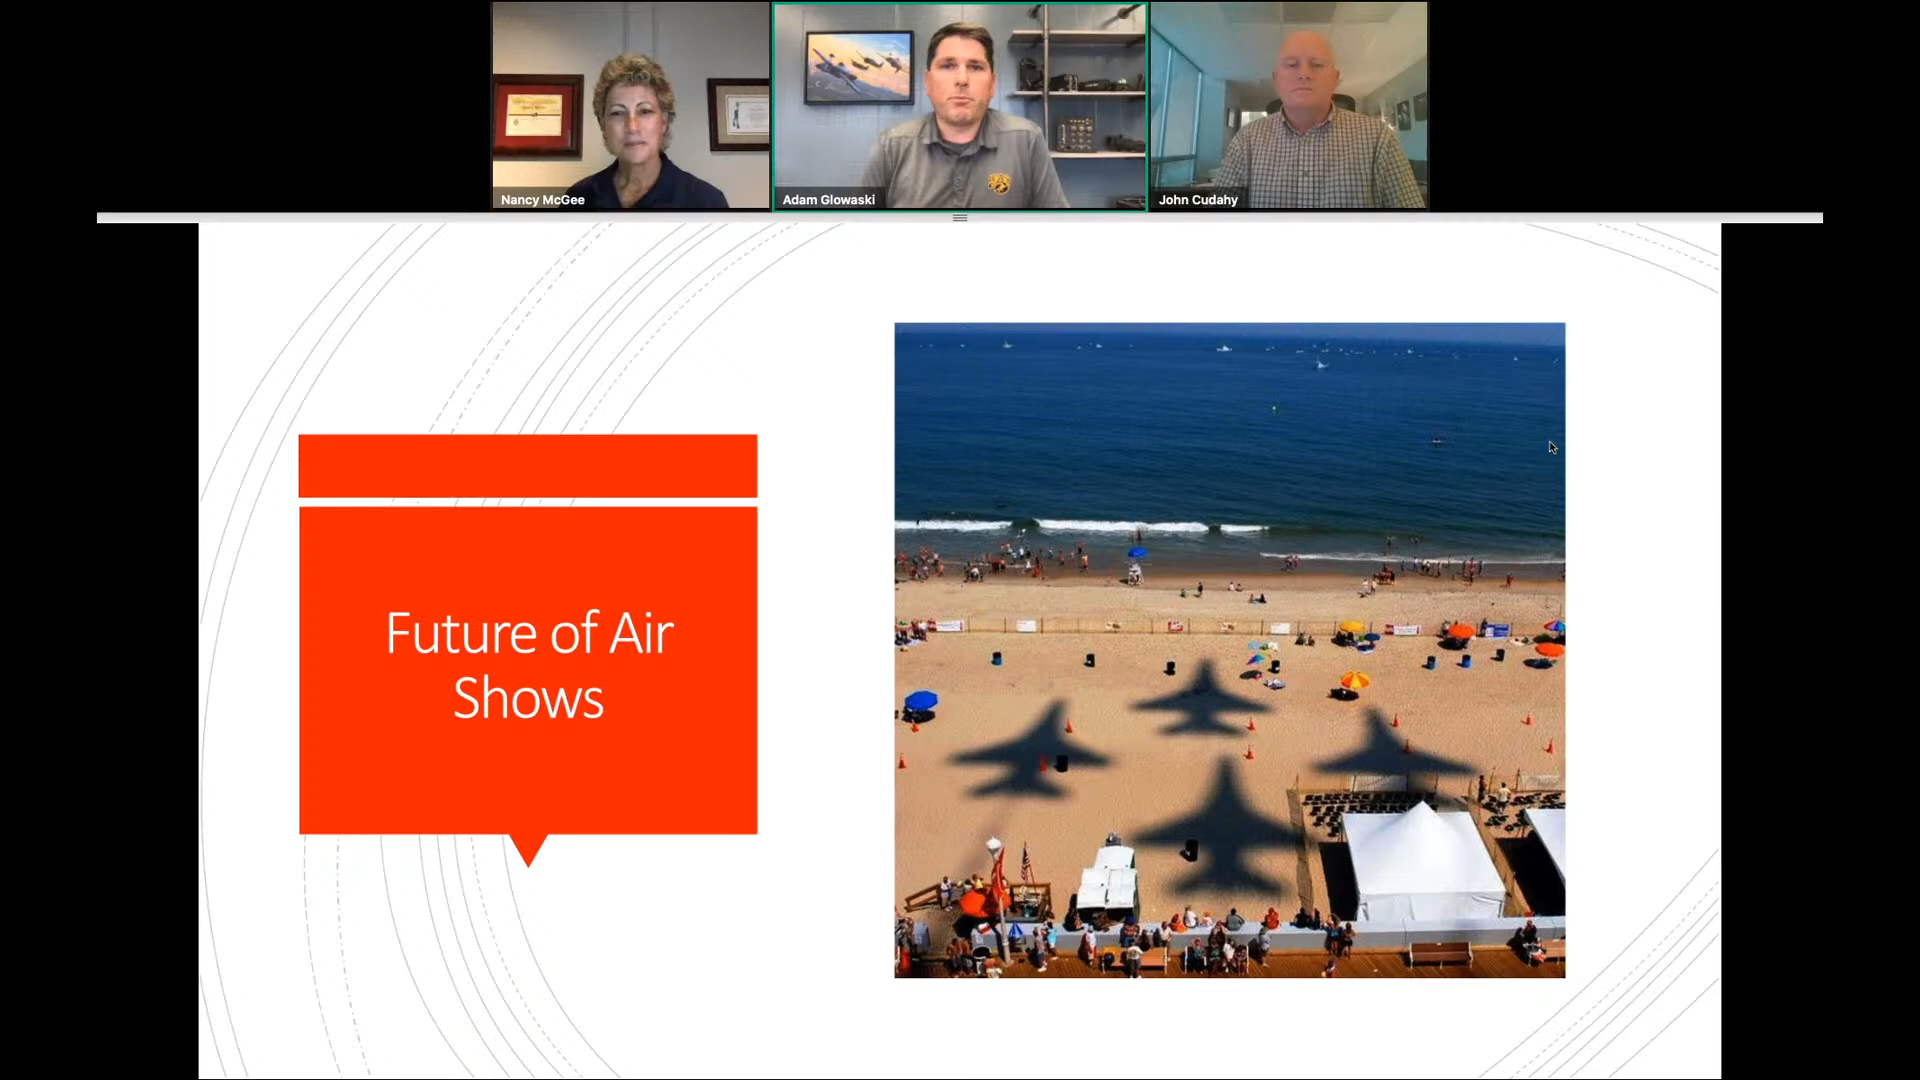 Nancy McGee
Adam Glowaski
John Cudahy
Future of Air
Shows